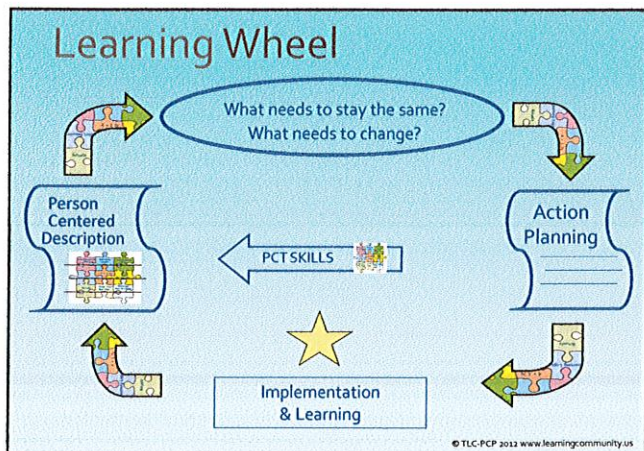 Learning Wheel
What needs to stay the same?
What needs to change?
Person
Centered
Description
Action
Planning
PCT SKILLS
Implementation
& Learning
© TLC-PCP 2012 www.learningcommunity.us